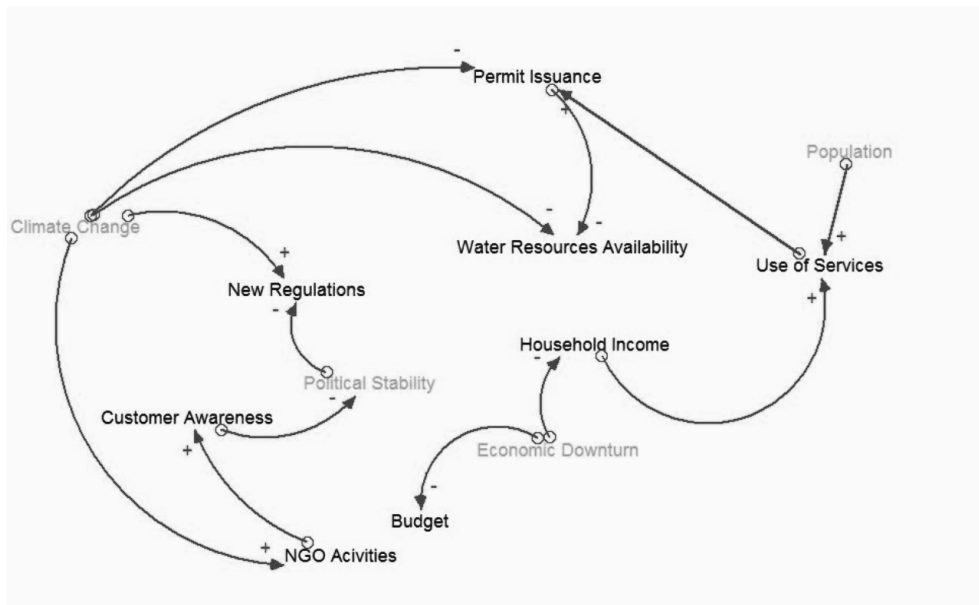 -
Permit Issuance
+
Population
Climate Change
-
-
+
Water Resources Availability
Use of Services
+
New Regulations
-
+
Household Income
-
Political Stability
-
Customer Awareness
+
Economic Downturn
-
Budget
+
NGO Acivities